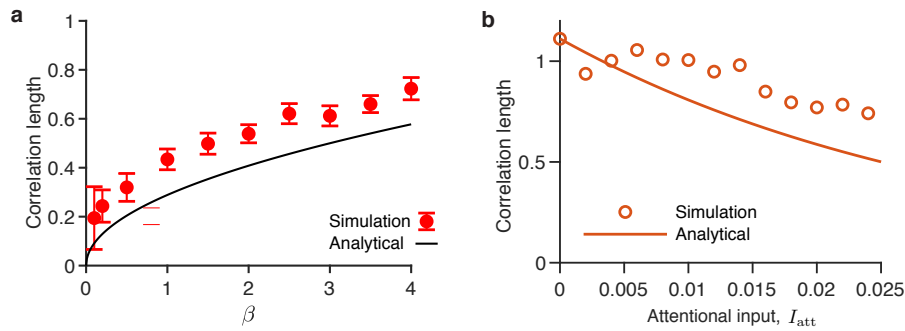 a
Correlation length
1
0.8
0.6
0.4
0.2
0
0 1 2 3 4
β
Simulation
Analytical
b
Correlation length
1
0.5
0 0.005 0.01 0.015 0.02 0.025
Attentional input, I_att
Simulation
Analytical